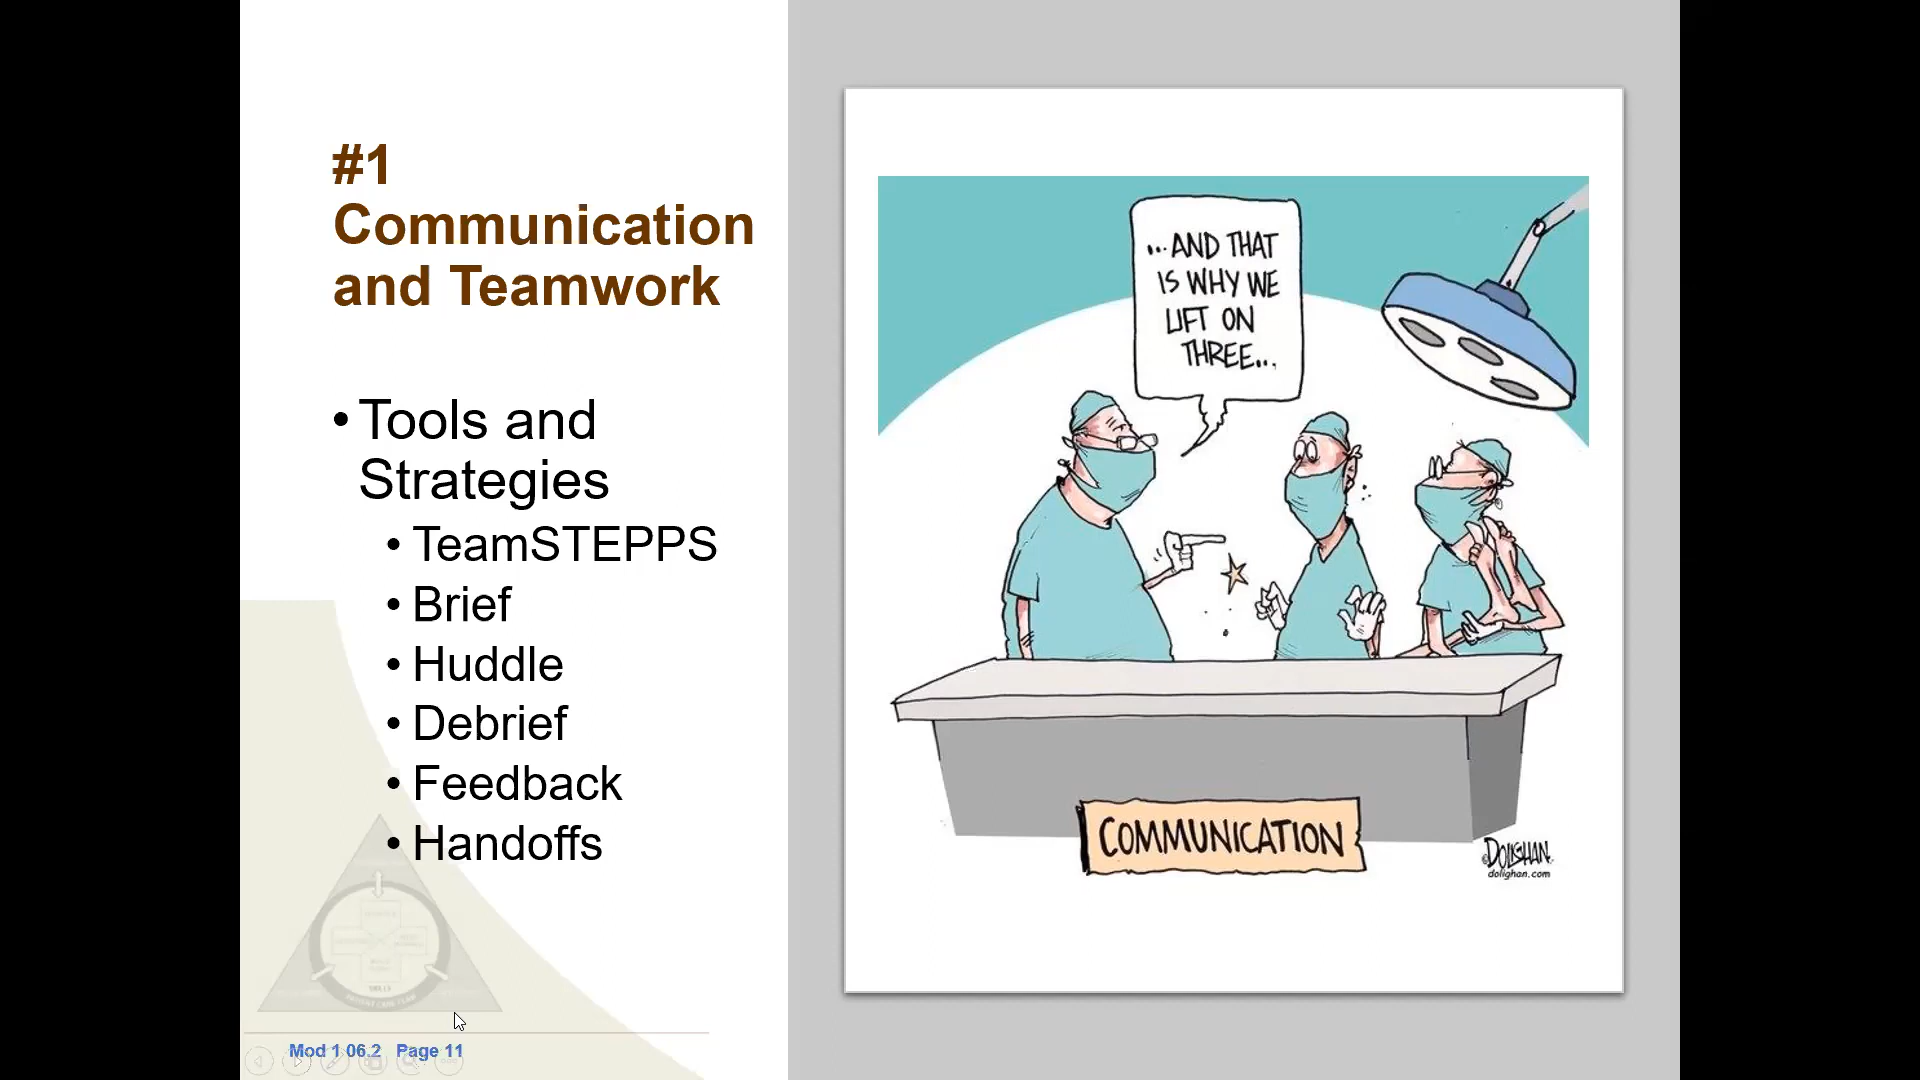 #1
Communication
and Teamwork
• Tools and
Strategies
• TeamSTEPPS
• Brief
• Huddle
• Debrief
• Feedback
• Handoffs
Mod 1 06.2 Page 11
...AND THAT
IS WHY WE
LIFT ON
THREE...
COMMUNICATION
©DOLIGHAN
dolighan.com